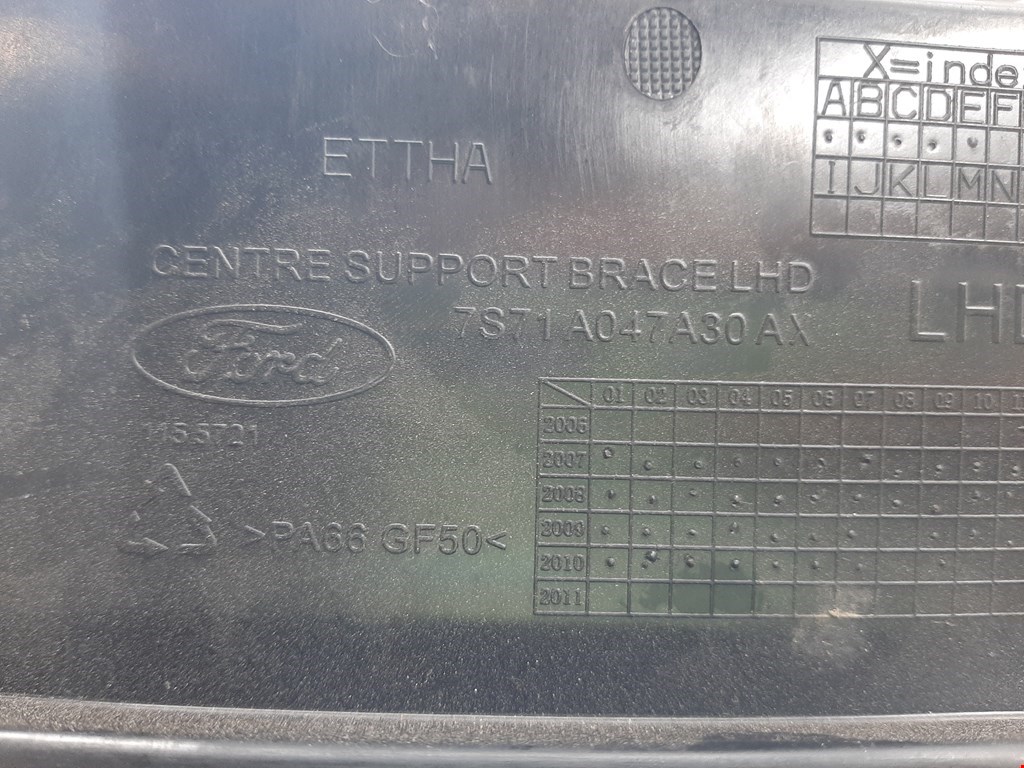 X=inde
ABCDEF
IJKLMN
ETTHA
CENTRE SUPPORT BRACE LHD
7S71 A047A30 AX
LH
Ford
01 02 03 04 05 06 07 08 09 10
2006
2007
2008
2009
2010
2011
>PA66 GF50<